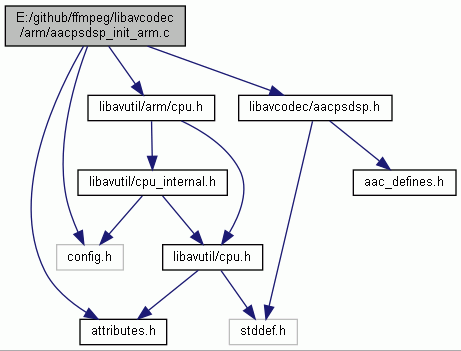 E:/github/ffmpeg/libavcodec
/arm/aacpsdsp_init_arm.c
libavutil/arm/cpu.h
libavcodec/aacpsdsp.h
libavutil/cpu_internal.h
aac_defines.h
config.h
libavutil/cpu.h
attributes.h
stddef.h